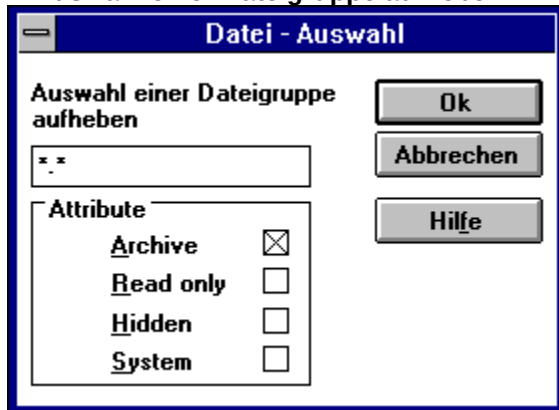 Datei - Auswahl
Auswahl einer Dateigruppe
aufheben
*.*
Attribute
Archive
Read only
Hidden
System
Ok
Abbrechen
Hilfe